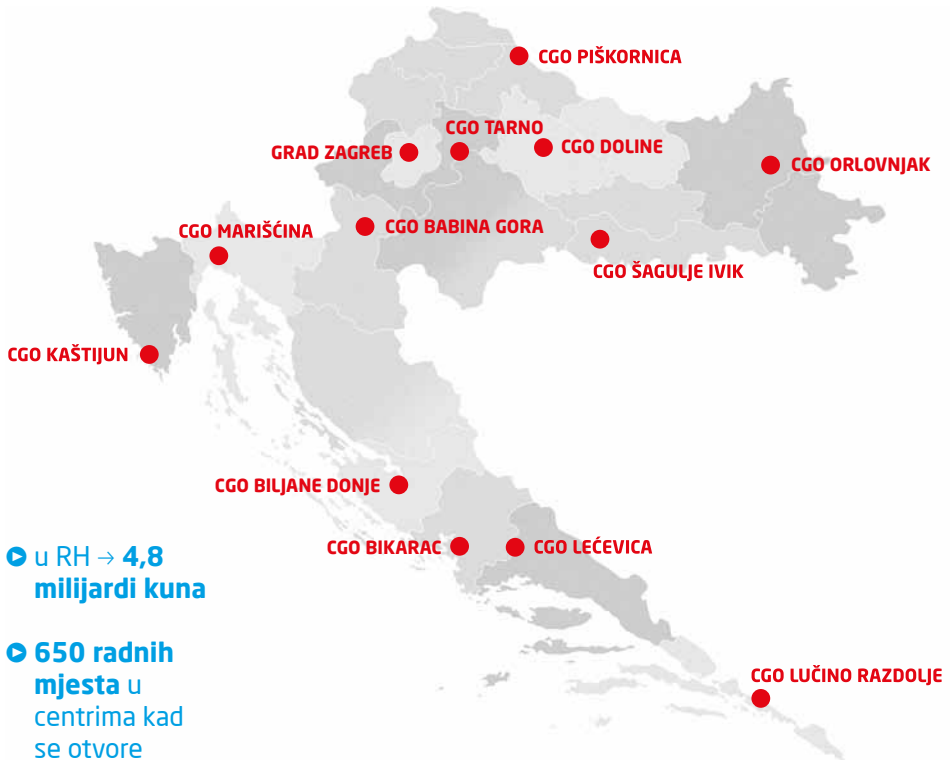 CGO PIŠKORNICA
CGO TARNO
GRAD ZAGREB
CGO DOLINE
CGO ORLOVNJAK
CGO MARIŠĆINA
CGO BABINA GORA
CGO ŠAGULJE IVIK
CGO KAŠTIJUN
CGO BILJANE DONJE
CGO BIKARAC
CGO LEĆEVICA
u RH → 4,8
milijardi kuna
650 radnih
mjesta u
centrima kad
se otvore
CGO LUČINO RAZDOLJE